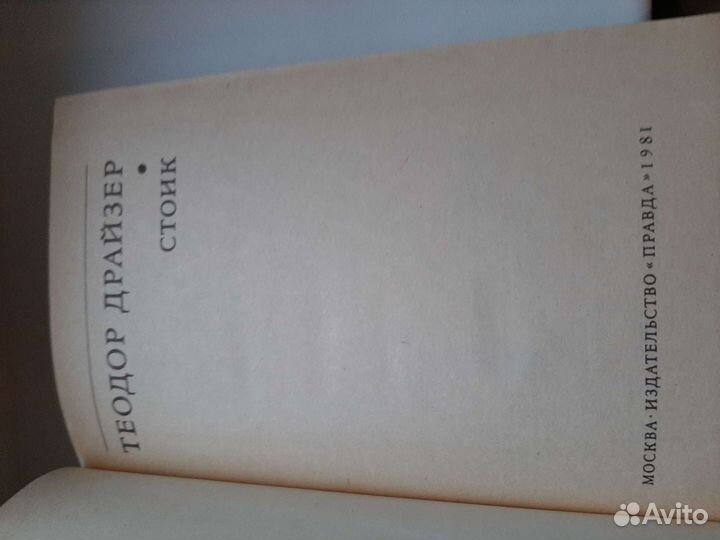 ТЕОДОР ДРАЙЗЕР
•
СТОИК
МОСКВА · ИЗДАТЕЛЬСТВО «ПРАВДА» 1981
Avito